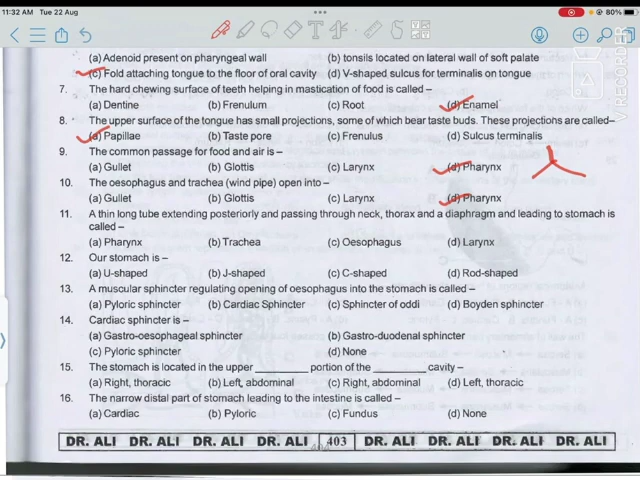 11:32 AM Tue 22 Aug
80%
(a) Adenoid present on pharyngeal wall (b) tonsils located on lateral wall of soft palate
(c) Fold attaching tongue to the floor of oral cavity (d) V-shaped sulcus for terminalis on tongue
7. The hard chewing surface of teeth helping in mastication of food is called –
(a) Dentine (b) Frenulum (c) Root (d) Enamel
8. The upper surface of the tongue has small projections, some of which bear taste buds. These projections are called–
(a) Papillae (b) Taste pore (c) Frenulus (d) Sulcus terminalis
9. The common passage for food and air is –
(a) Gullet (b) Glottis (c) Larynx (d) Pharynx
10. The oesophagus and trachea (wind pipe) open into –
(a) Gullet (b) Glottis (c) Larynx (d) Pharynx
11. A thin long tube extending posteriorly and passing through neck, thorax and a diaphragm and leading to stomach is
called –
(a) Pharynx (b) Trachea (c) Oesophagus (d) Larynx
12. Our stomach is –
(a) U-shaped (b) J-shaped (c) C-shaped (d) Rod-shaped
13. A muscular sphincter regulating opening of oesophagus into the stomach is called –
(a) Pyloric sphincter (b) Cardiac Sphincter (c) Sphincter of oddi (d) Boyden sphincter
14. Cardiac sphincter is –
(a) Gastro-oesophageal sphincter (b) Gastro-duodenal sphincter
(c) Pyloric sphincter (d) None
15. The stomach is located in the upper ________ portion of the ________ cavity –
(a) Right, thoracic (b) Left, abdominal (c) Right, abdominal (d) Left, thoracic
16. The narrow distal part of stomach leading to the intestine is called –
(a) Cardiac (b) Pyloric (c) Fundus (d) None
DR. ALI DR. ALI DR. ALI DR. ALI 403 DR. ALI DR. ALI DR. ALI DR. ALI
V RECORDER